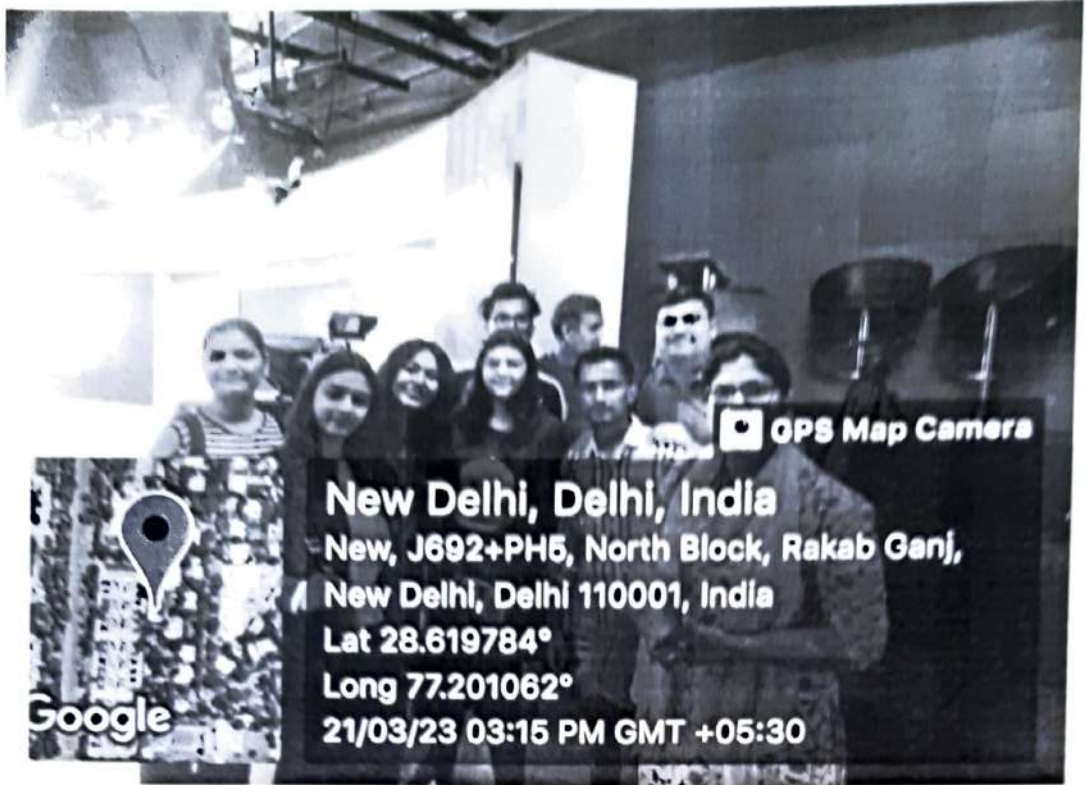 GPS Map Camera
New Delhi, Delhi, India
New, J692+PH5, North Block, Rakab Ganj,
New Delhi, Delhi 110001, India
Lat 28.619784°
Long 77.201062°
21/03/23 03:15 PM GMT +05:30
Google